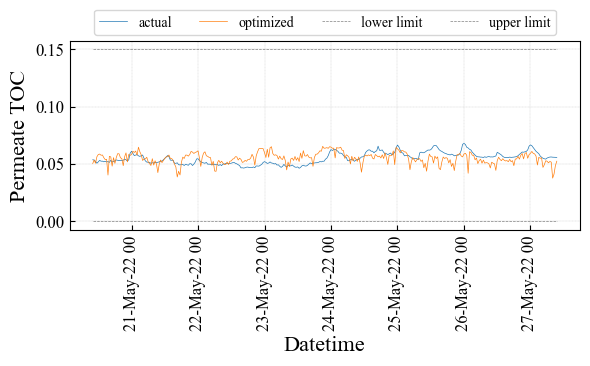 actual optimized lower limit upper limit
Permeate TOC
0.15
0.10
0.05
0.00
21-May-22 00
22-May-22 00
23-May-22 00
24-May-22 00
25-May-22 00
26-May-22 00
27-May-22 00
Datetime